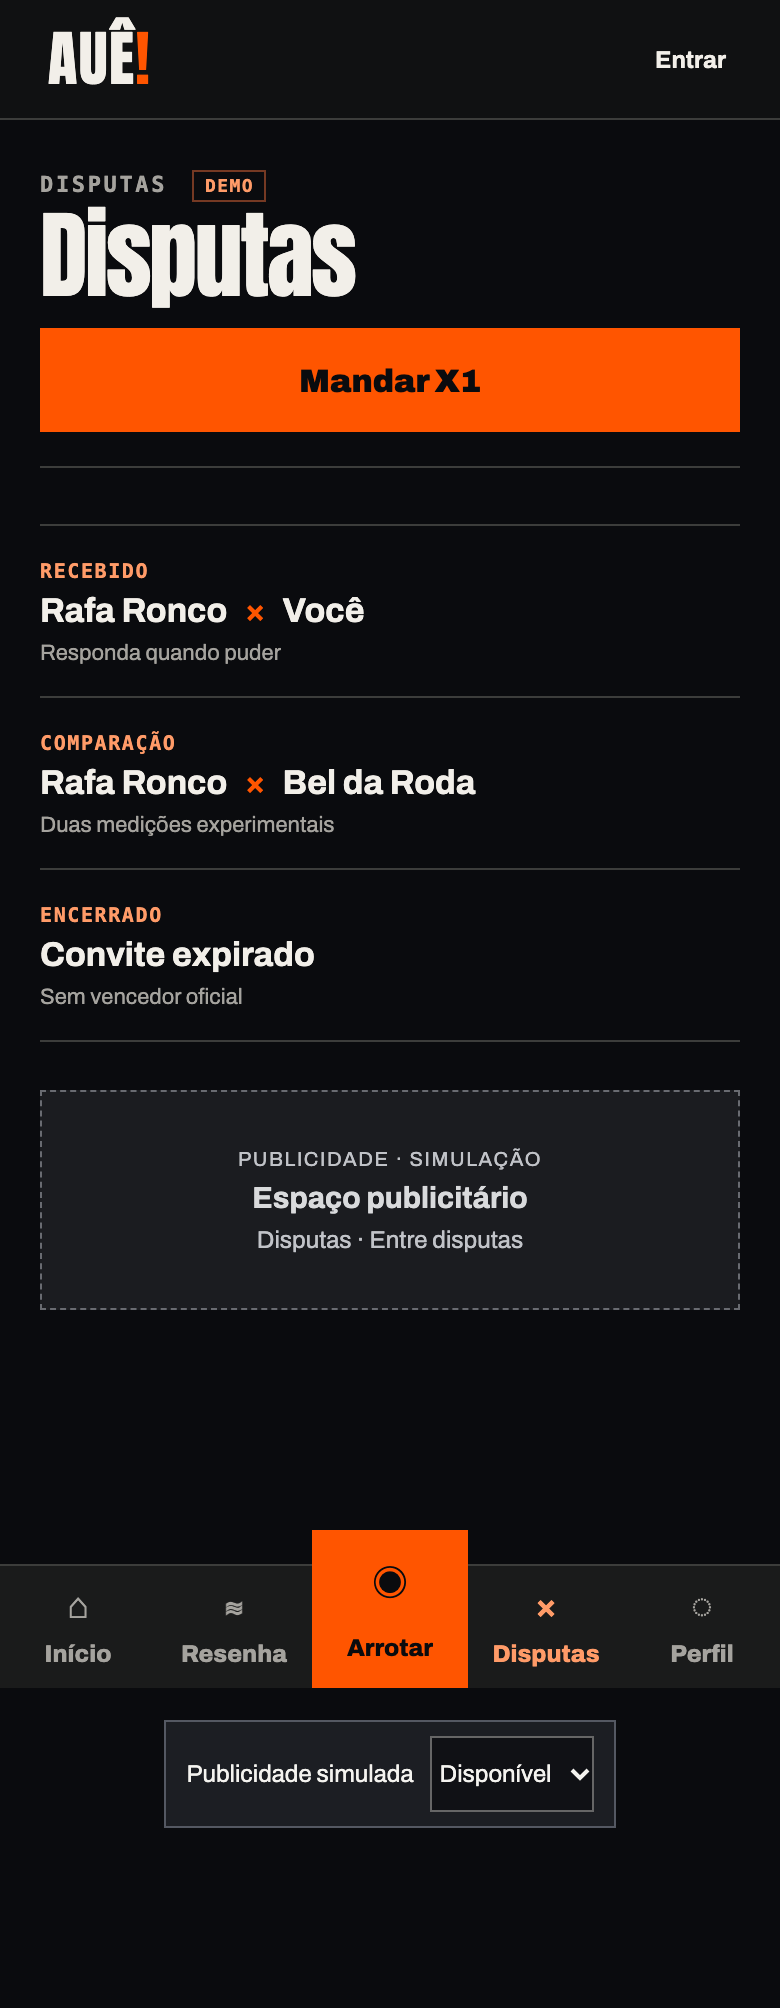 AUÊ!
Entrar
DISPUTAS DEMO
Disputas
Mandar X1
RECEBIDO
Rafa Ronco × Você
Responda quando puder
COMPARAÇÃO
Rafa Ronco × Bel da Roda
Duas medições experimentais
ENCERRADO
Convite expirado
Sem vencedor oficial
PUBLICIDADE · SIMULAÇÃO
Espaço publicitário
Disputas · Entre disputas
Início
Resenha
Arrotar
Disputas
Perfil
Publicidade simulada Disponível